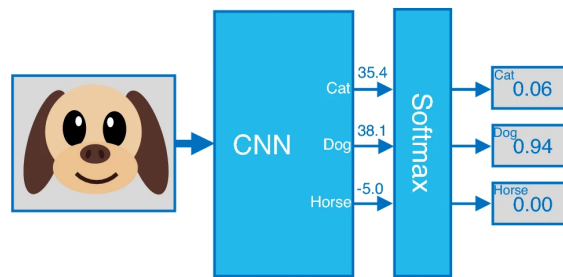 CNN
Cat
35.4
Dog
38.1
Horse
-5.0
Softmax
Cat
0.06
Dog
0.94
Horse
0.00